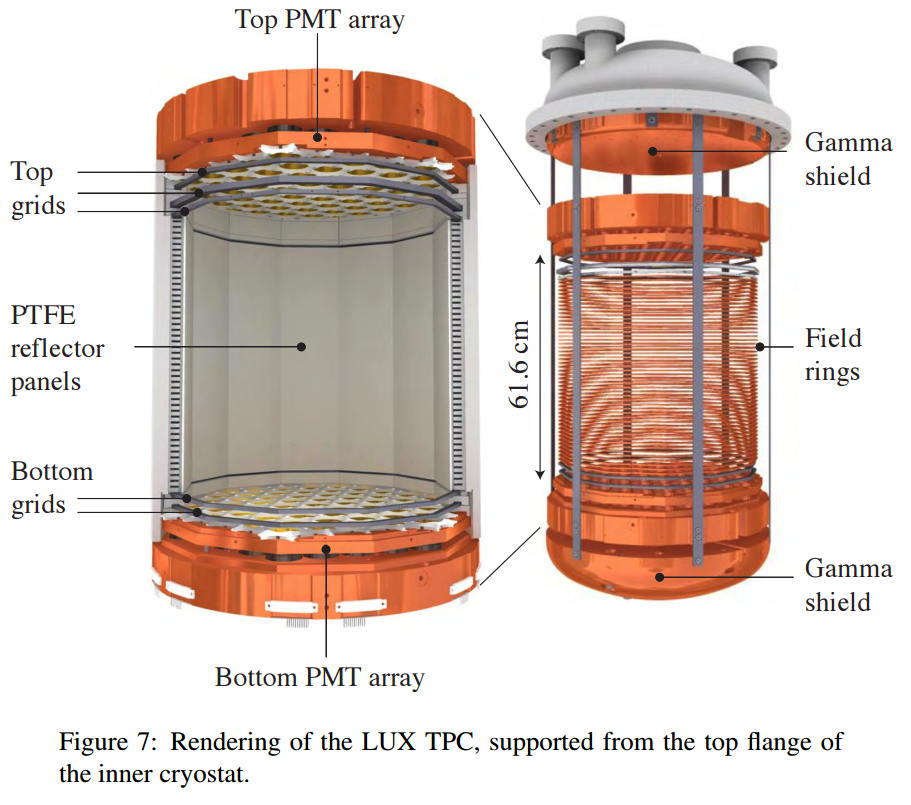 Top PMT array
Top
grids
PTFE
reflector
panels
Bottom
grids
Bottom PMT array
Gamma
shield
61.6 cm
Field
rings
Gamma
shield
Figure 7: Rendering of the LUX TPC, supported from the top flange of
the inner cryostat.